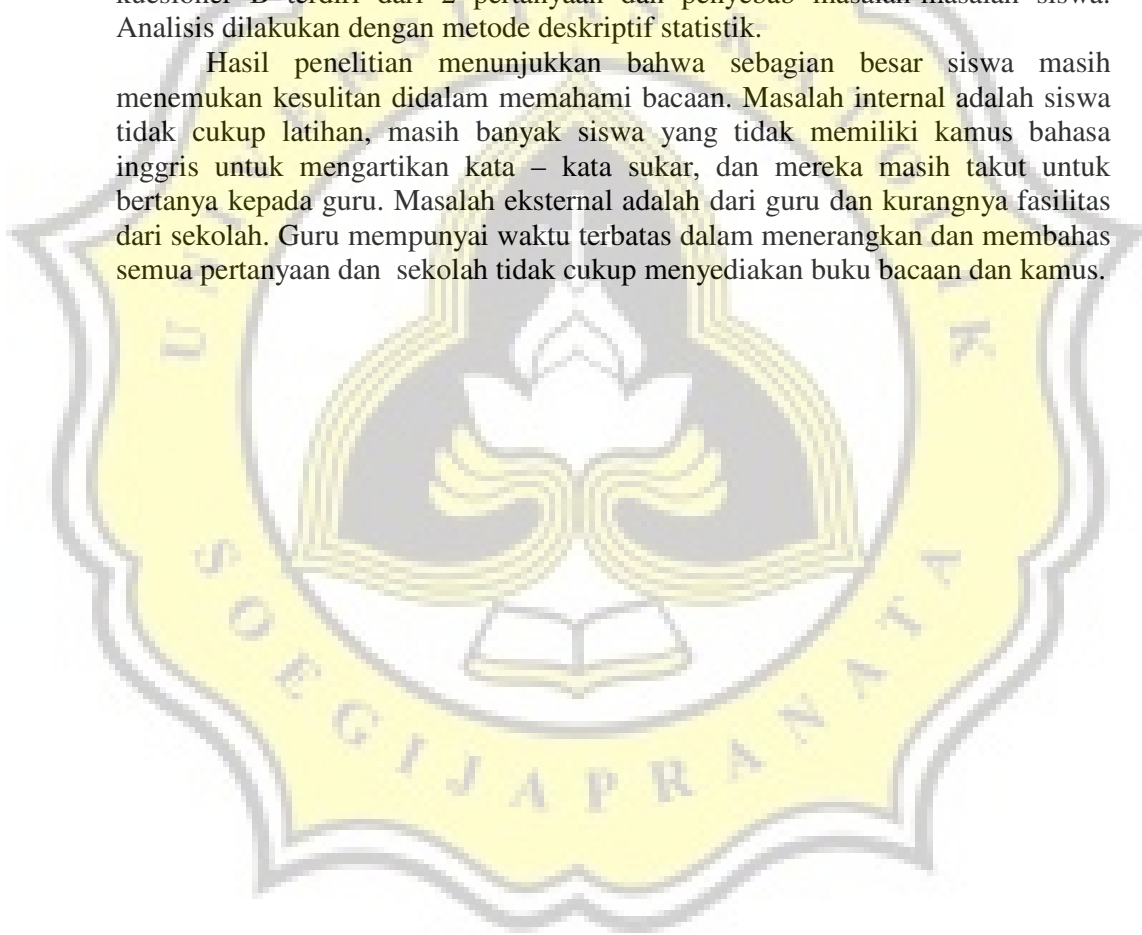 kuesioner B terdiri dari 2 pertanyaan dan penyebab masalah-masalah siswa.
Analisis dilakukan dengan metode deskriptif statistik.
Hasil penelitian menunjukkan bahwa sebagian besar siswa masih
menemukan kesulitan didalam memahami bacaan. Masalah internal adalah siswa
tidak cukup latihan, masih banyak siswa yang tidak memiliki kamus bahasa
inggris untuk mengartikan kata – kata sukar, dan mereka masih takut untuk
bertanya kepada guru. Masalah eksternal adalah dari guru dan kurangnya fasilitas
dari sekolah. Guru mempunyai waktu terbatas dalam menerangkan dan membahas
semua pertanyaan dan sekolah tidak cukup menyediakan buku bacaan dan kamus.
SOEGIJAPRANATA